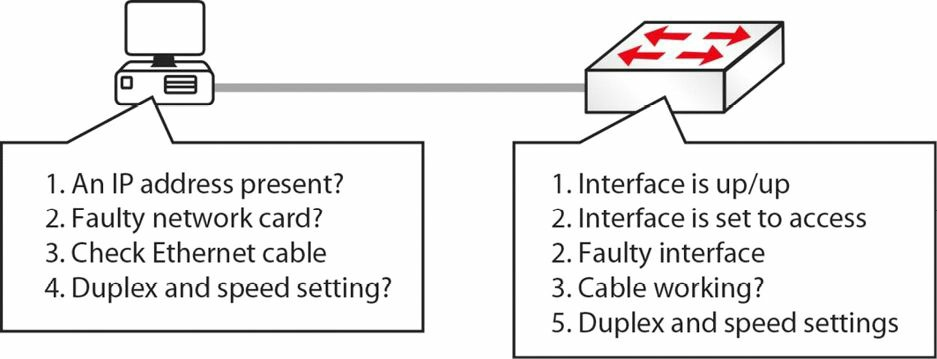 1. An IP address present?
2. Faulty network card?
3. Check Ethernet cable
4. Duplex and speed setting?
1. Interface is up/up
2. Interface is set to access
2. Faulty interface
3. Cable working?
5. Duplex and speed settings